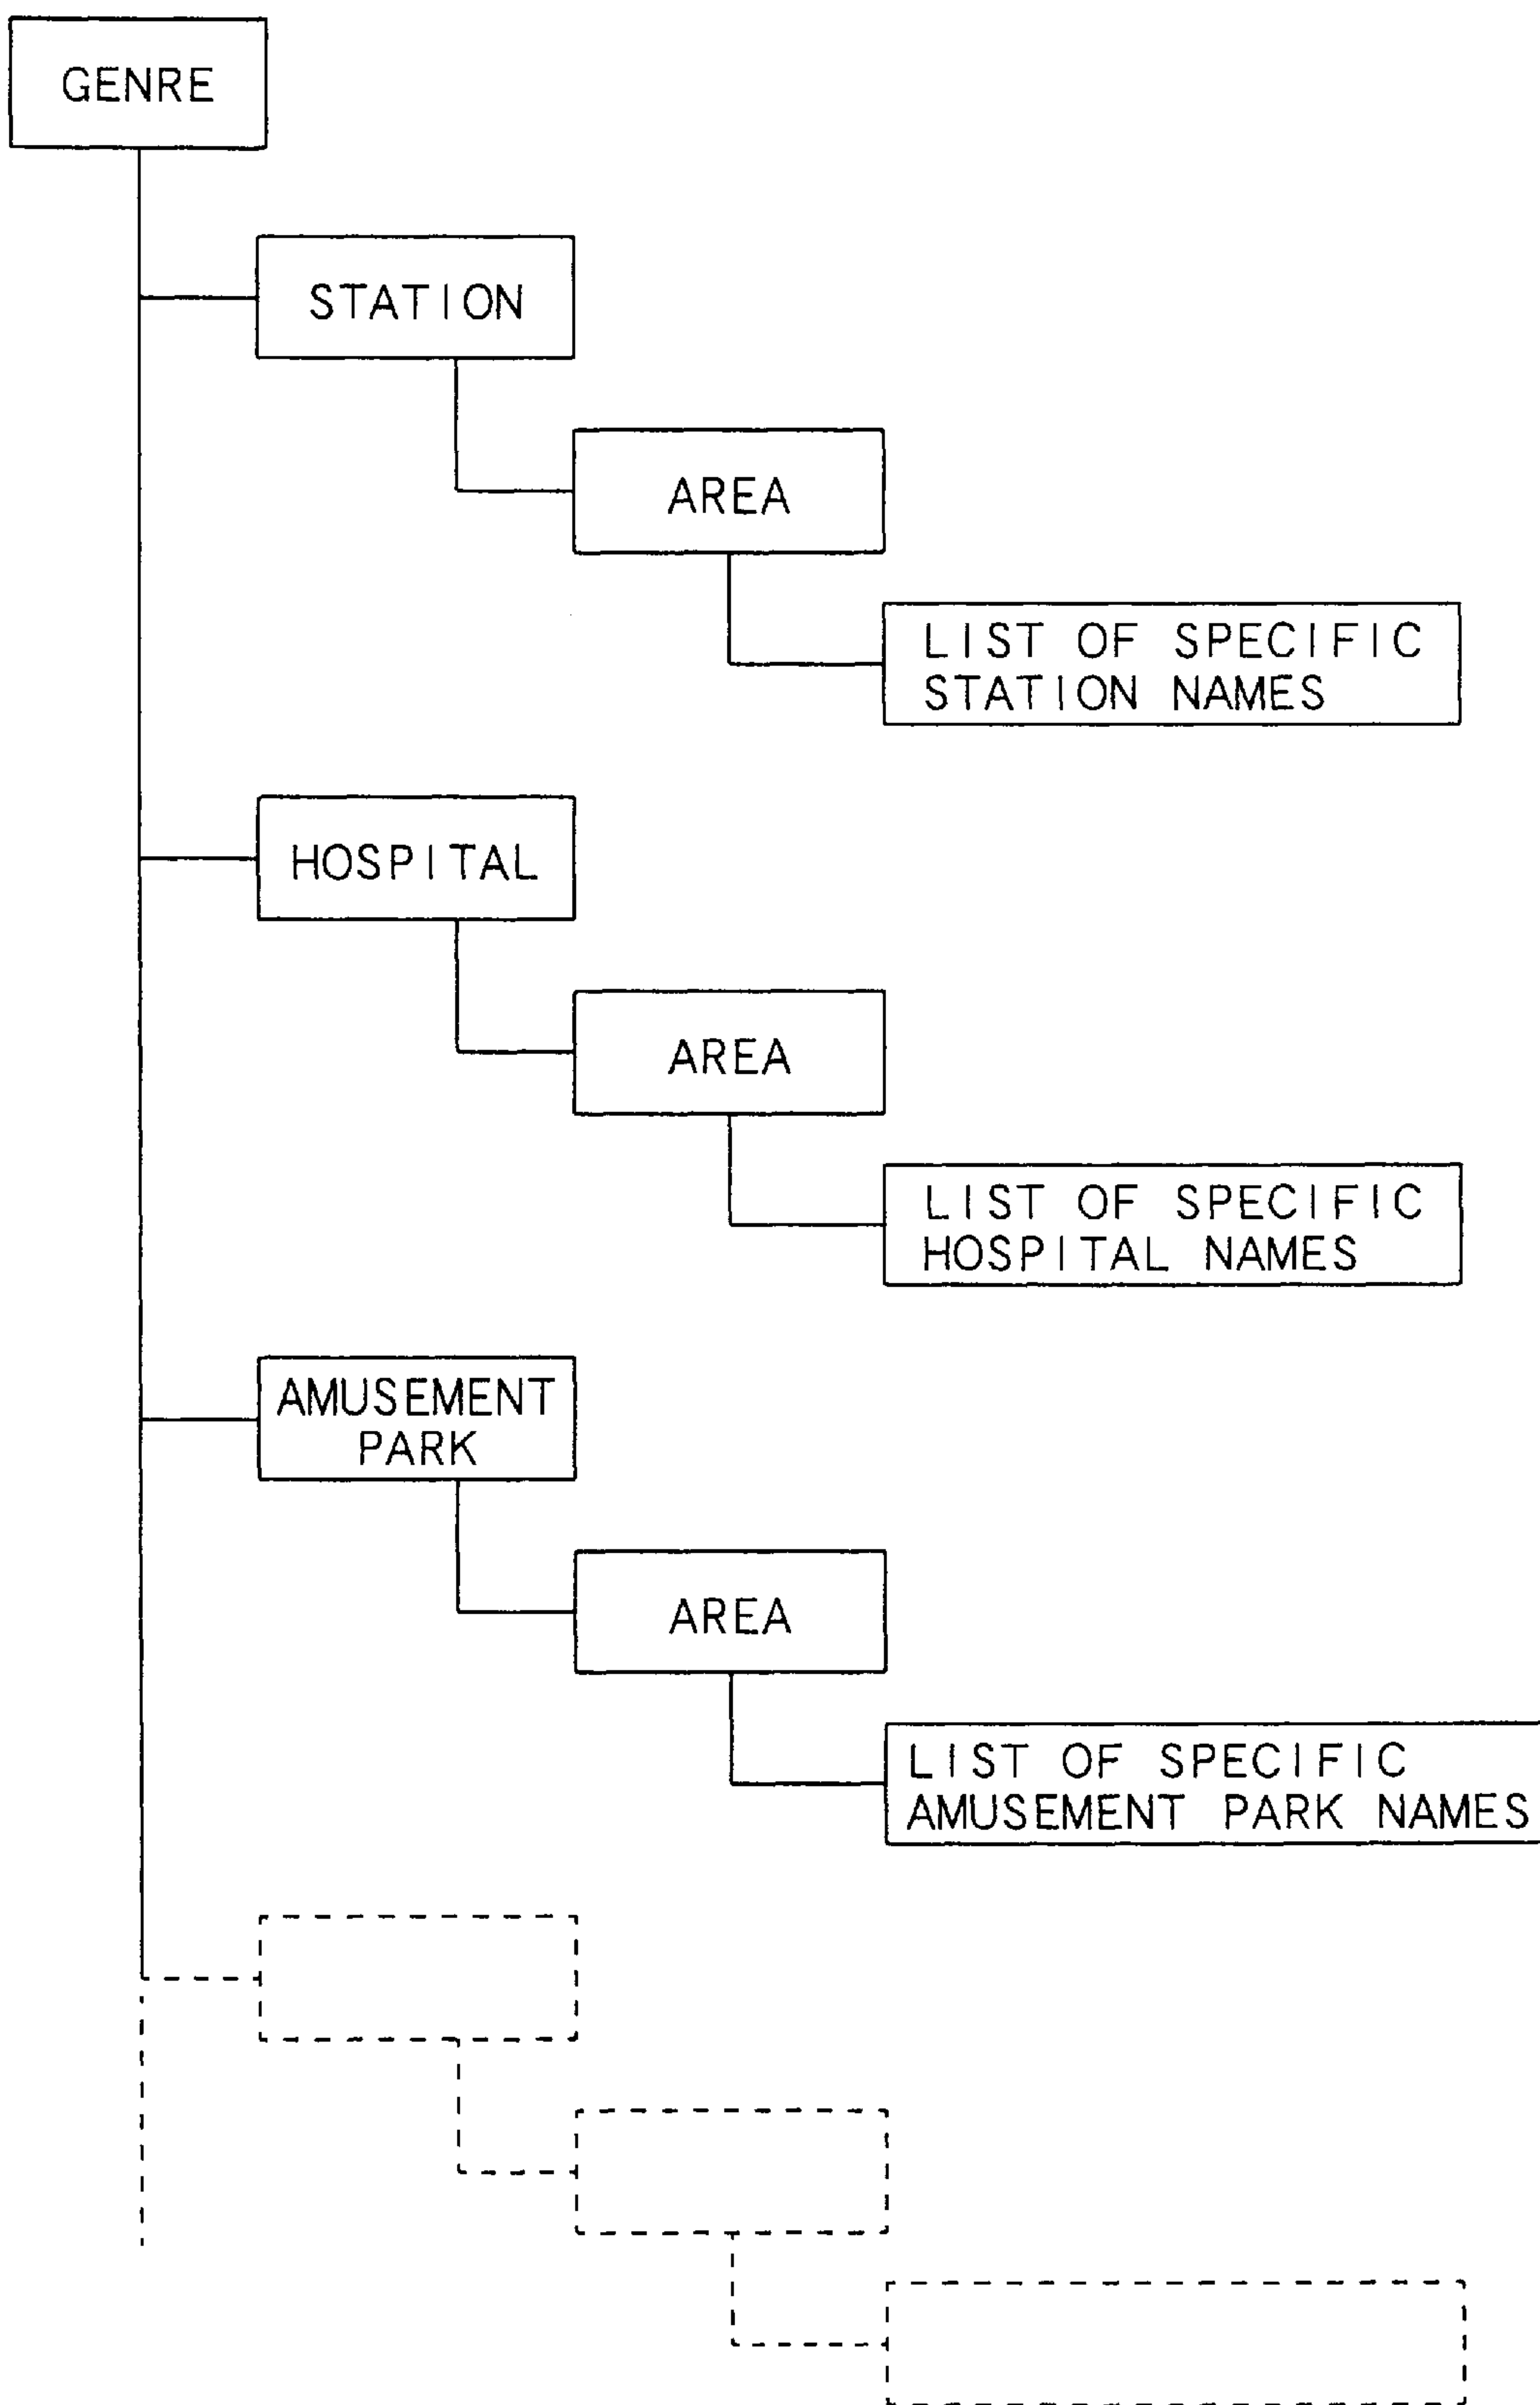 GENRE
STATION
AREA
LIST OF SPECIFIC
STATION NAMES
HOSPITAL
AREA
LIST OF SPECIFIC
HOSPITAL NAMES
AMUSEMENT
PARK
AREA
LIST OF SPECIFIC
AMUSEMENT PARK NAMES